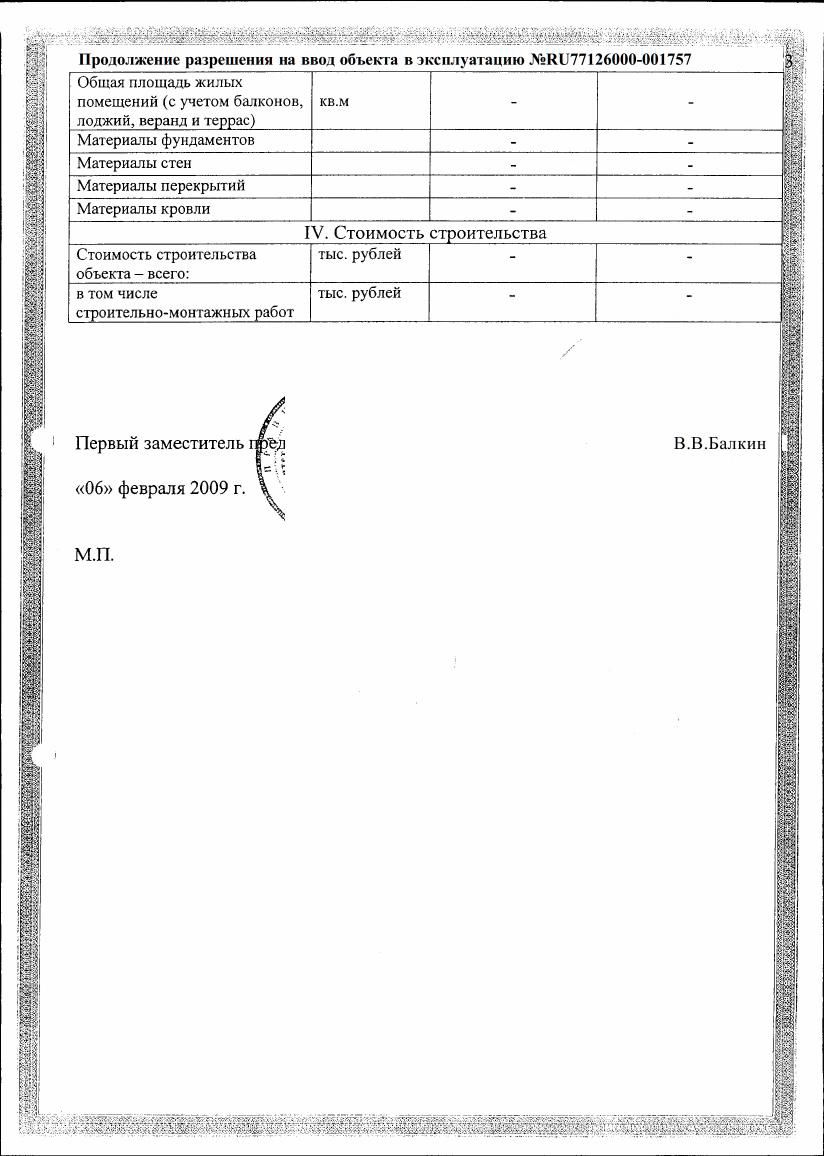 Продолжение разрешения на ввод объекта в эксплуатацию №RU77126000-001757
3
Общая площадь жилых
помещений (с учетом балконов, кв.м - -
лоджий, веранд и террас)
Материалы фундаментов - -
Материалы стен - -
Материалы перекрытий - -
Материалы кровли - -
IV. Стоимость строительства
Стоимость строительства тыс. рублей - -
объекта – всего:
в том числе тыс. рублей - -
строительно-монтажных работ
Первый заместитель пред В.В.Балкин
«06» февраля 2009 г.
М.П.